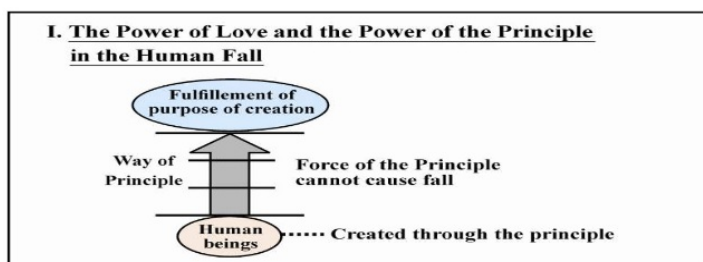 I. The Power of Love and the Power of the Principle
in the Human Fall
Fulfillement of
purpose of creation
Way of
Principle
Force of the Principle
cannot cause fall
Human
beings
Created through the principle